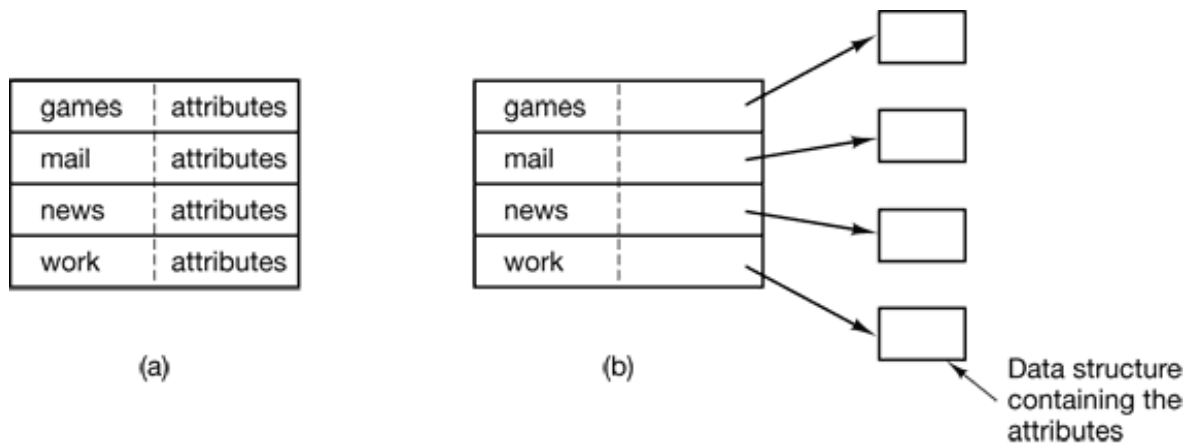 games attributes
mail attributes
news attributes
work attributes
(a)
games
mail
news
work
(b)
Data structure
containing the
attributes